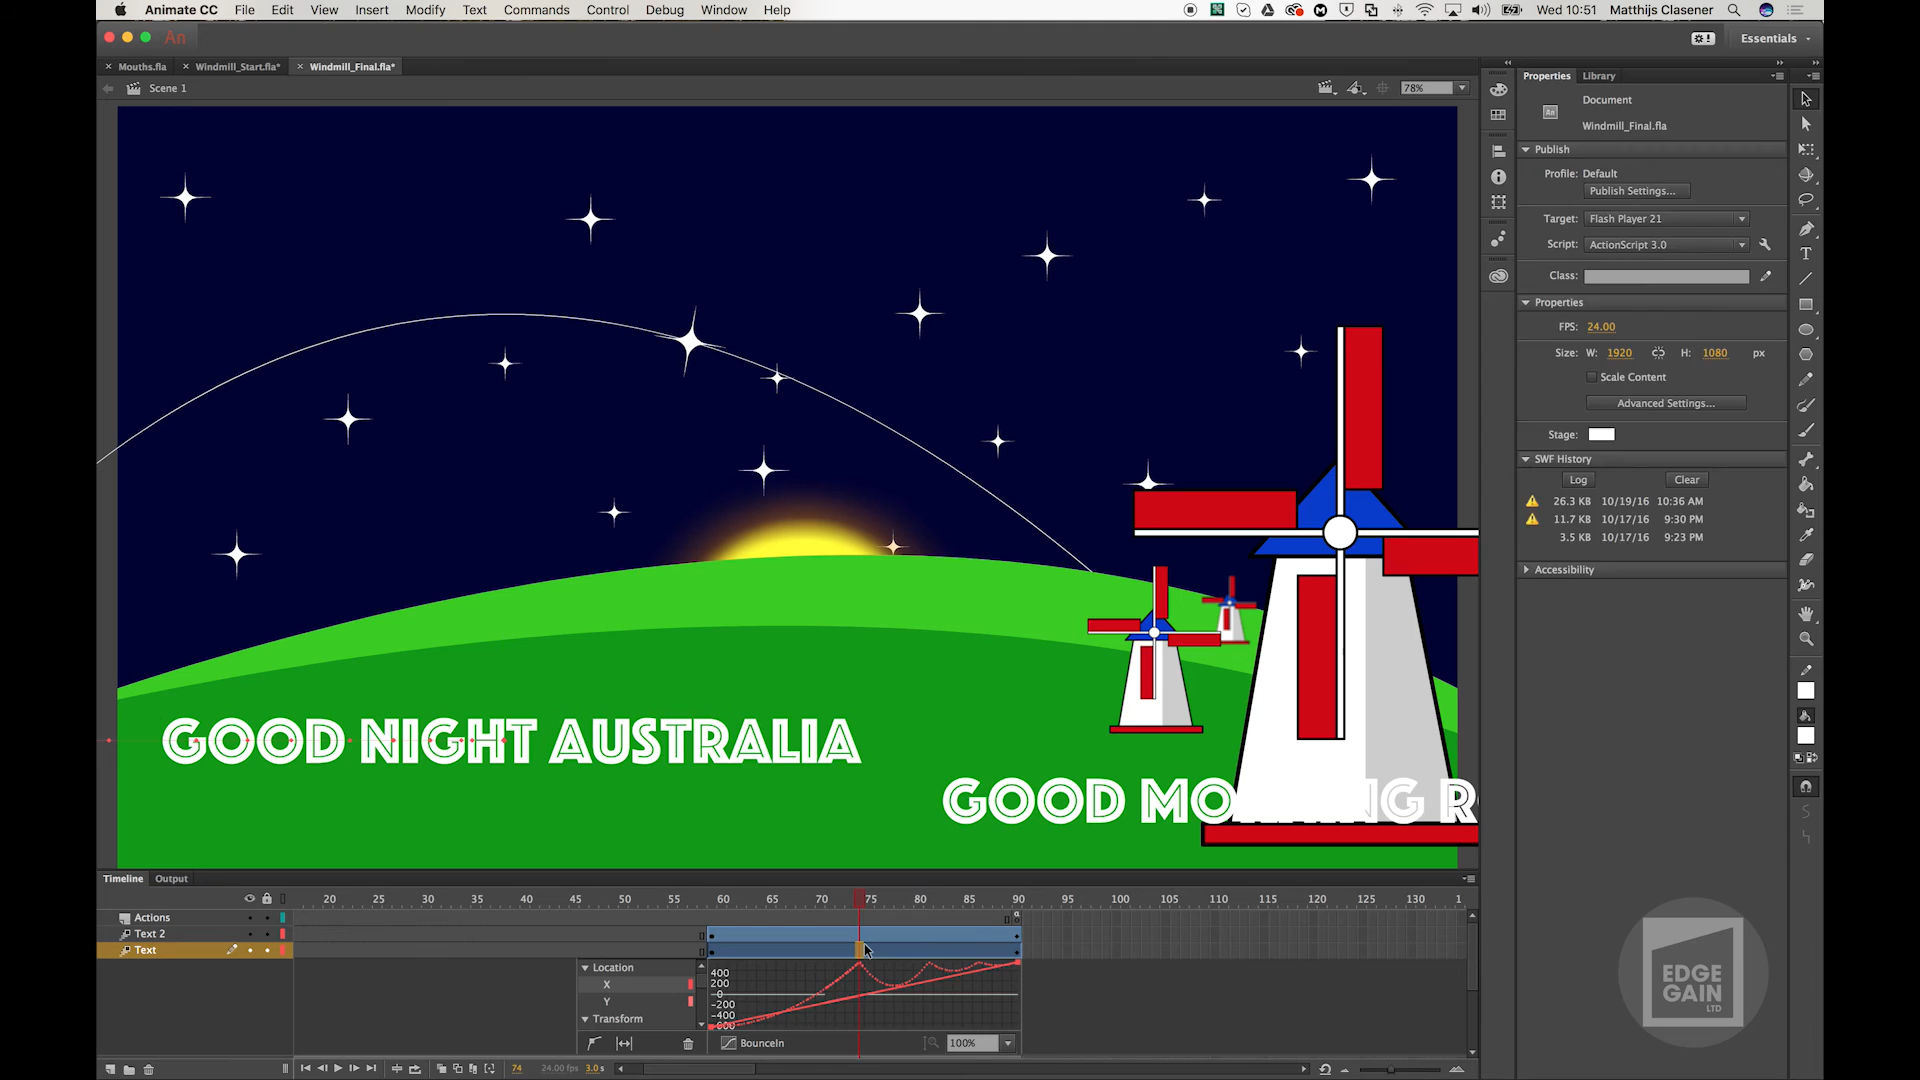 Animate CC File Edit View Insert Modify Text Commands Control Debug Window Help Wed 10:51 Matthijs Clasener
An Essentials
Mouths.fla Windmill_Start.fla* Windmill_Final.fla*
Scene 1 78%
Properties Library
Document
An
Windmill_Final.fla
Publish
Profile: Default
Publish Settings...
Target: Flash Player 21
Script: ActionScript 3.0
Class:
Properties
FPS: 24.00
Size: W: 1920 H: 1080 px
Scale Content
Advanced Settings...
Stage:
SWF History
Log Clear
26.3 KB 10/19/16 10:36 AM
11.7 KB 10/17/16 9:30 PM
3.5 KB 10/17/16 9:23 PM
Accessibility
GOOD NIGHT AUSTRALIA
GOOD MO NG R
Timeline Output
20 25 30 35 40 45 50 55 60 65 70 75 80 85 90 95 100 105 110 115 120 125 130 1
Actions
Text 2
Text
Location
X
Y
Transform
400
200
0
-200
-400
-600
BounceIn 100%
74 24.00 fps 3.0 s
EDGE
GAIN
LTD